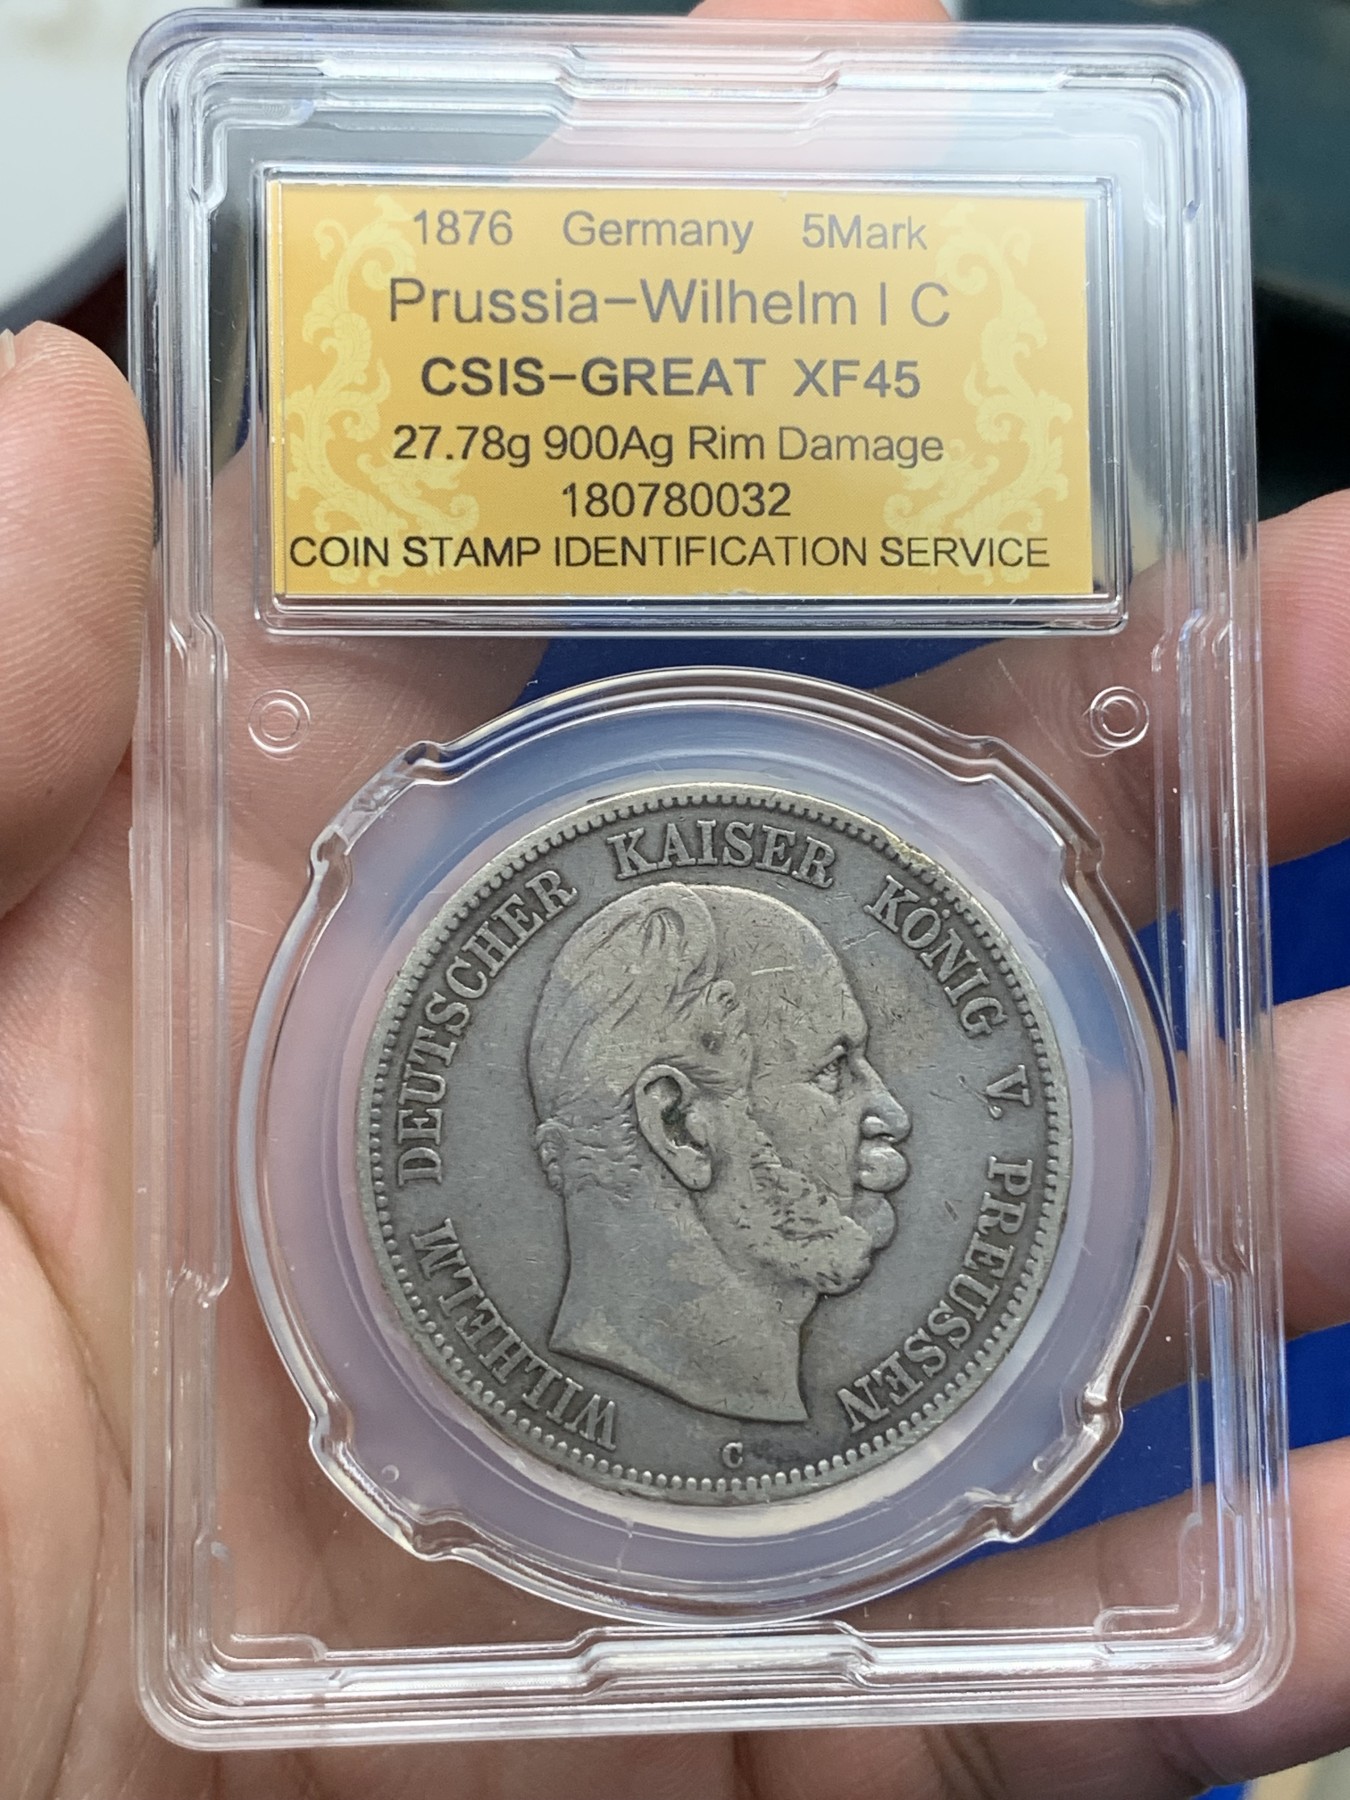 1876 Germany 5Mark
Prussia-Wilhelm I C
CSIS-GREAT XF45
27.78g 900Ag Rim Damage
180780032
COIN STAMP IDENTIFICATION SERVICE
WILHELM DEUTSCHER KAISER KÖNIG V. PREUSSEN
C